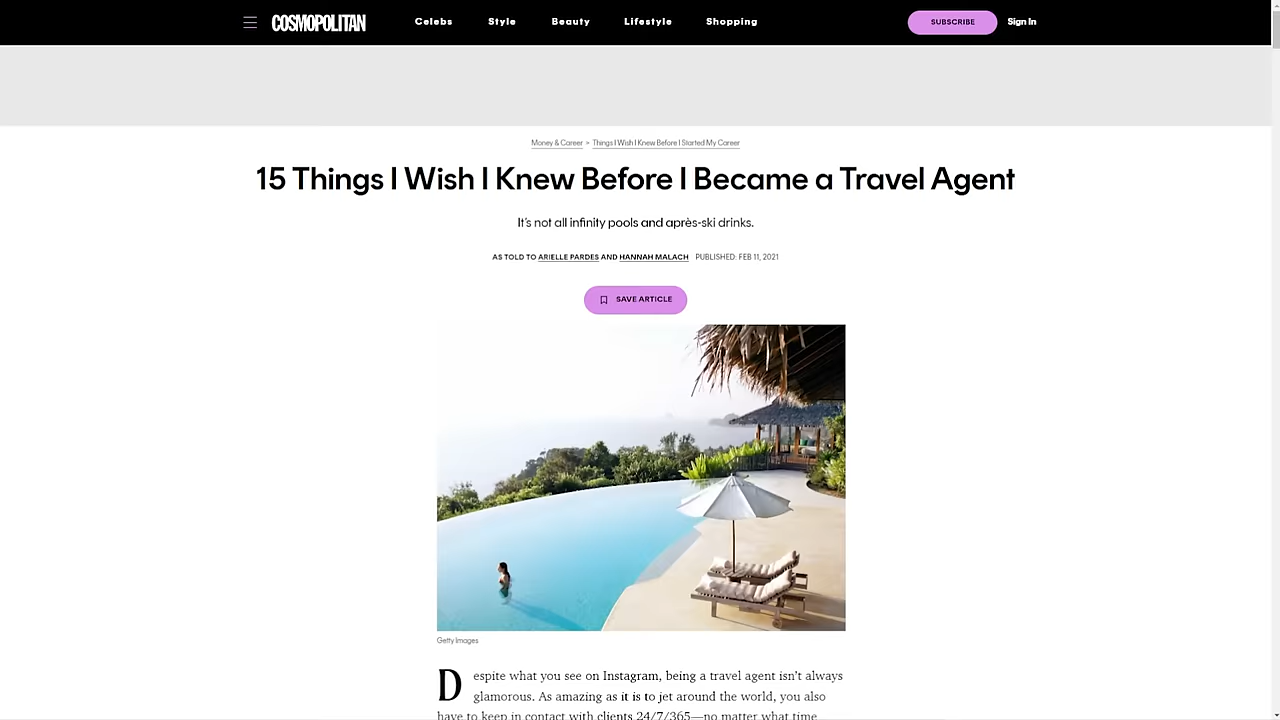 COSMOPOLITAN Celebs Style Beauty Lifestyle Shopping SUBSCRIBE Sign In
Money & Career > Things I Wish I Knew Before I Started My Career
15 Things I Wish I Knew Before I Became a Travel Agent
It's not all infinity pools and après-ski drinks.
AS TOLD TO ARIELLE PARDES AND HANNAH MALACH PUBLISHED: FEB 11, 2021
SAVE ARTICLE
Getty Images
Despite what you see on Instagram, being a travel agent isn't always
glamorous. As amazing as it is to jet around the world, you also
have to keep in contact with clients 24/7/365—no matter what time